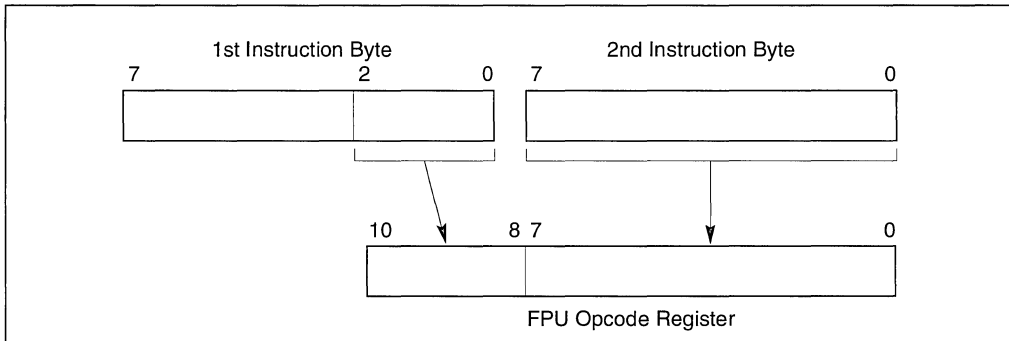 1st Instruction Byte 2nd Instruction Byte
7 2 0 7 0
10 8 7 0
FPU Opcode Register